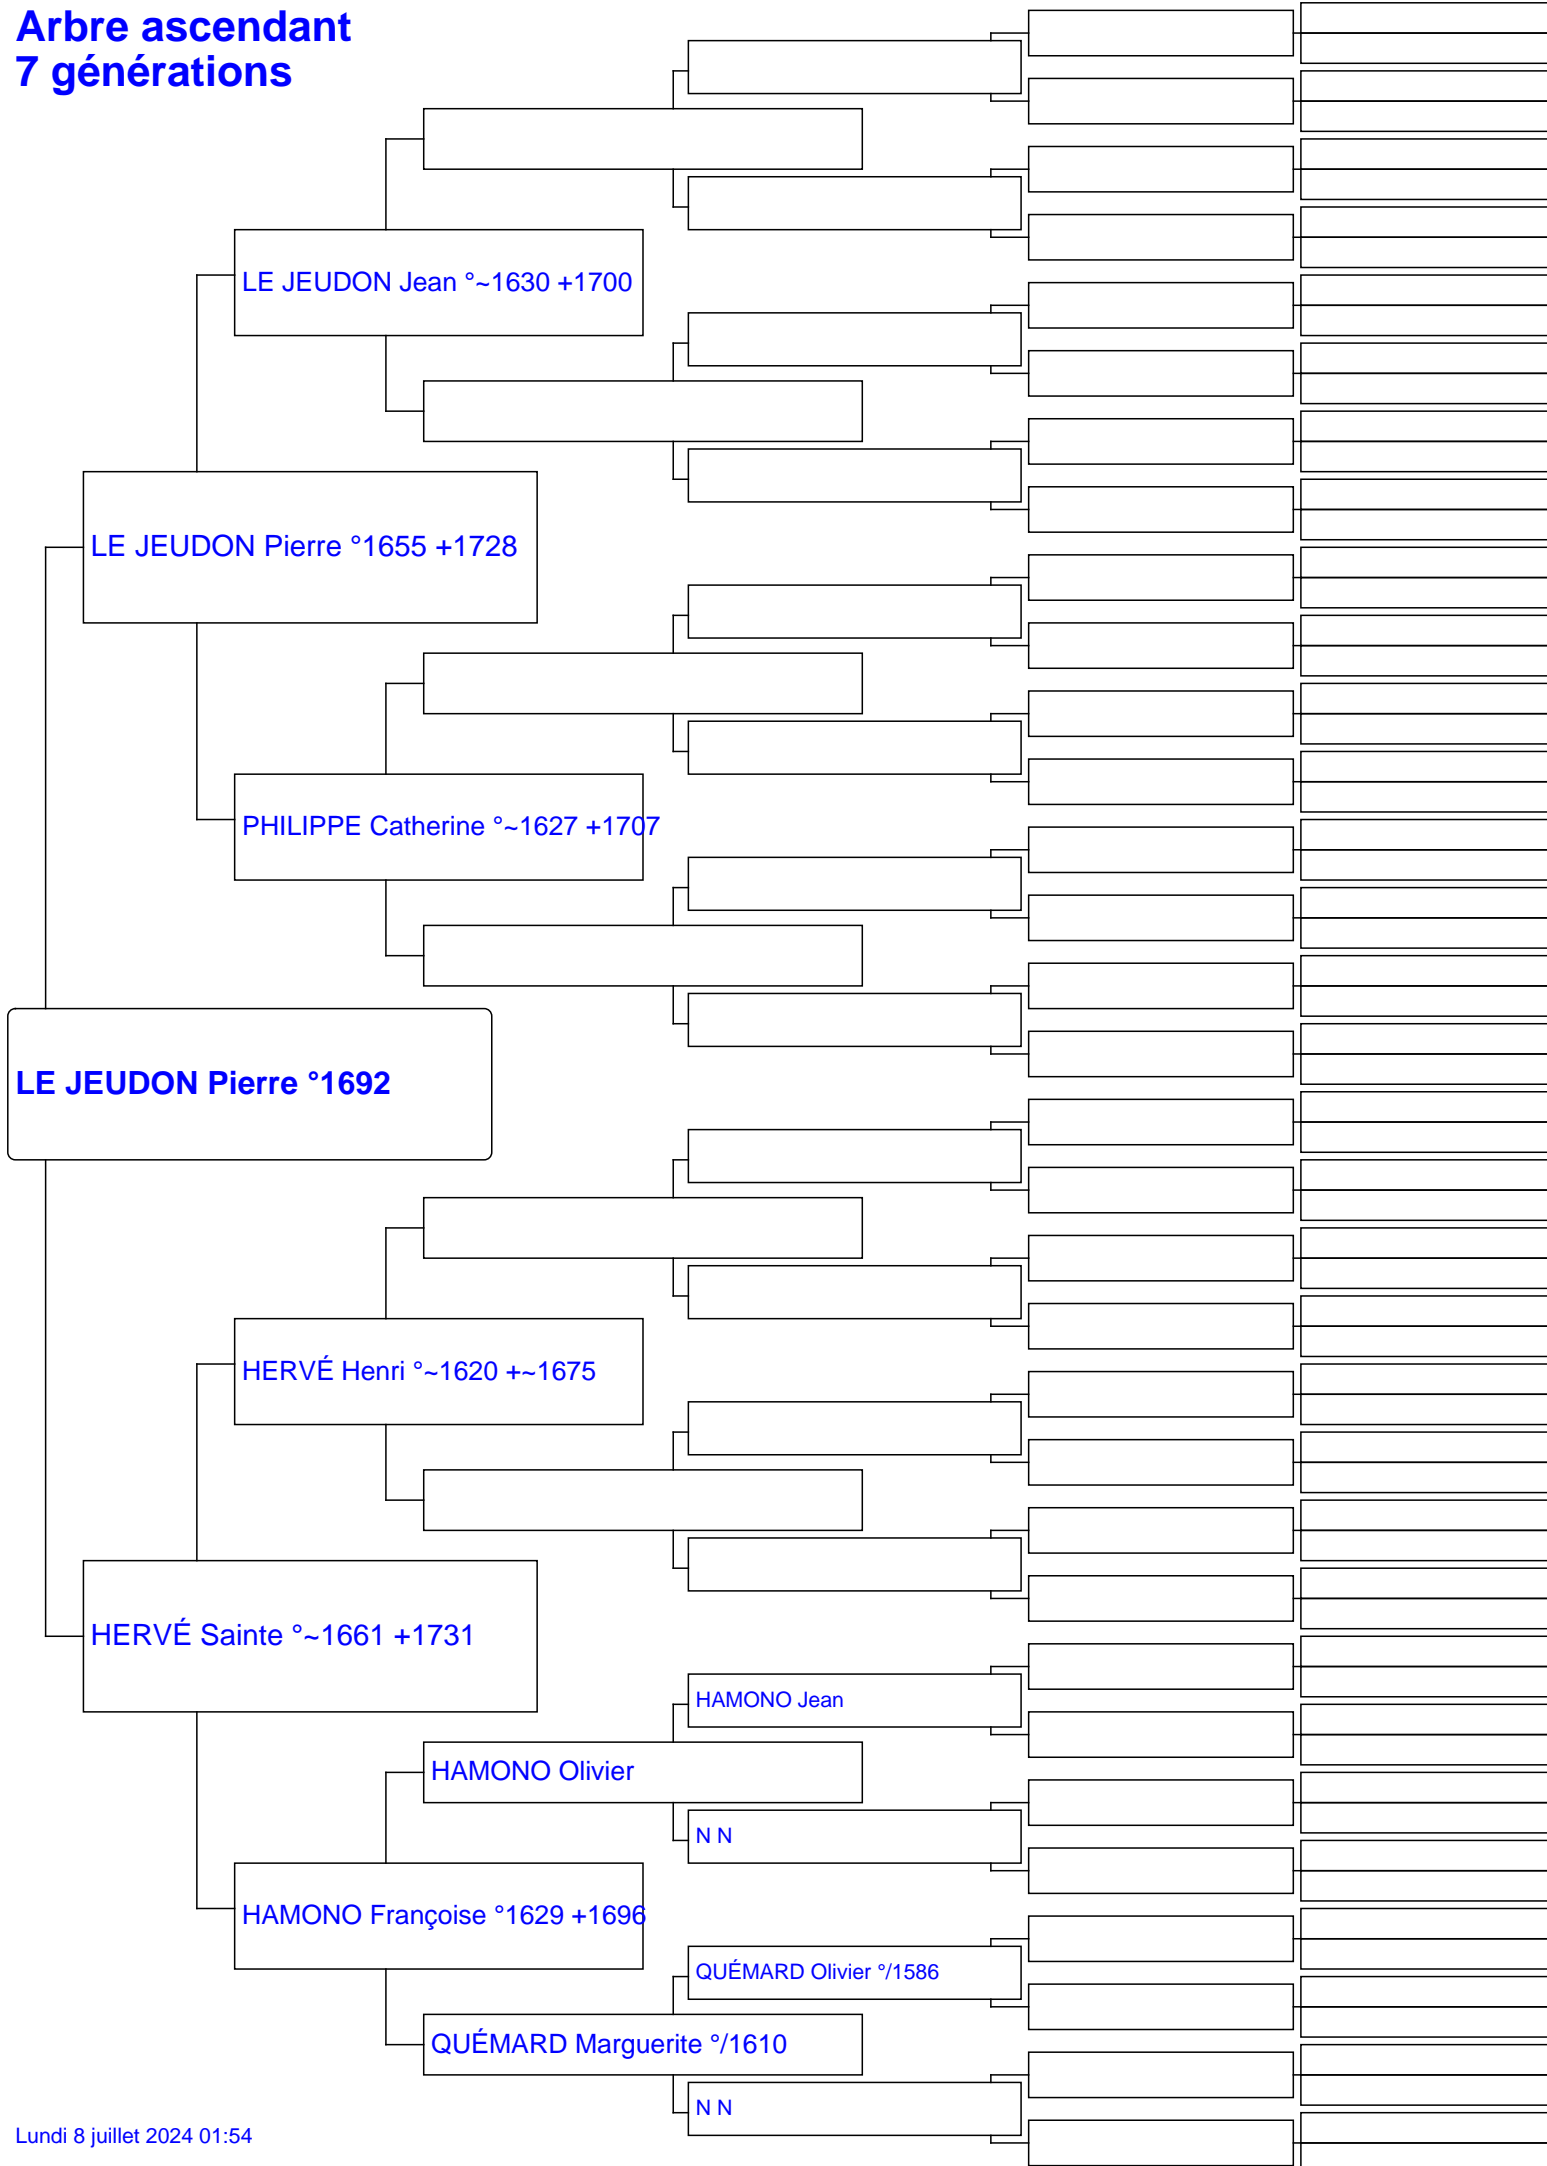 Arbre ascendant
7 générations
LE JEUDON Jean °~1630 +1700
LE JEUDON Pierre °1655 +1728
PHILIPPE Catherine °~1627 +1707
LE JEUDON Pierre °1692
HERVÉ Henri °~1620 +~1675
HERVÉ Sainte °~1661 +1731
HAMONO Jean
HAMONO Olivier
N N
HAMONO Françoise °1629 +1696
QUÉMARD Olivier °/1586
QUÉMARD Marguerite °/1610
N N
Lundi 8 juillet 2024 01:54